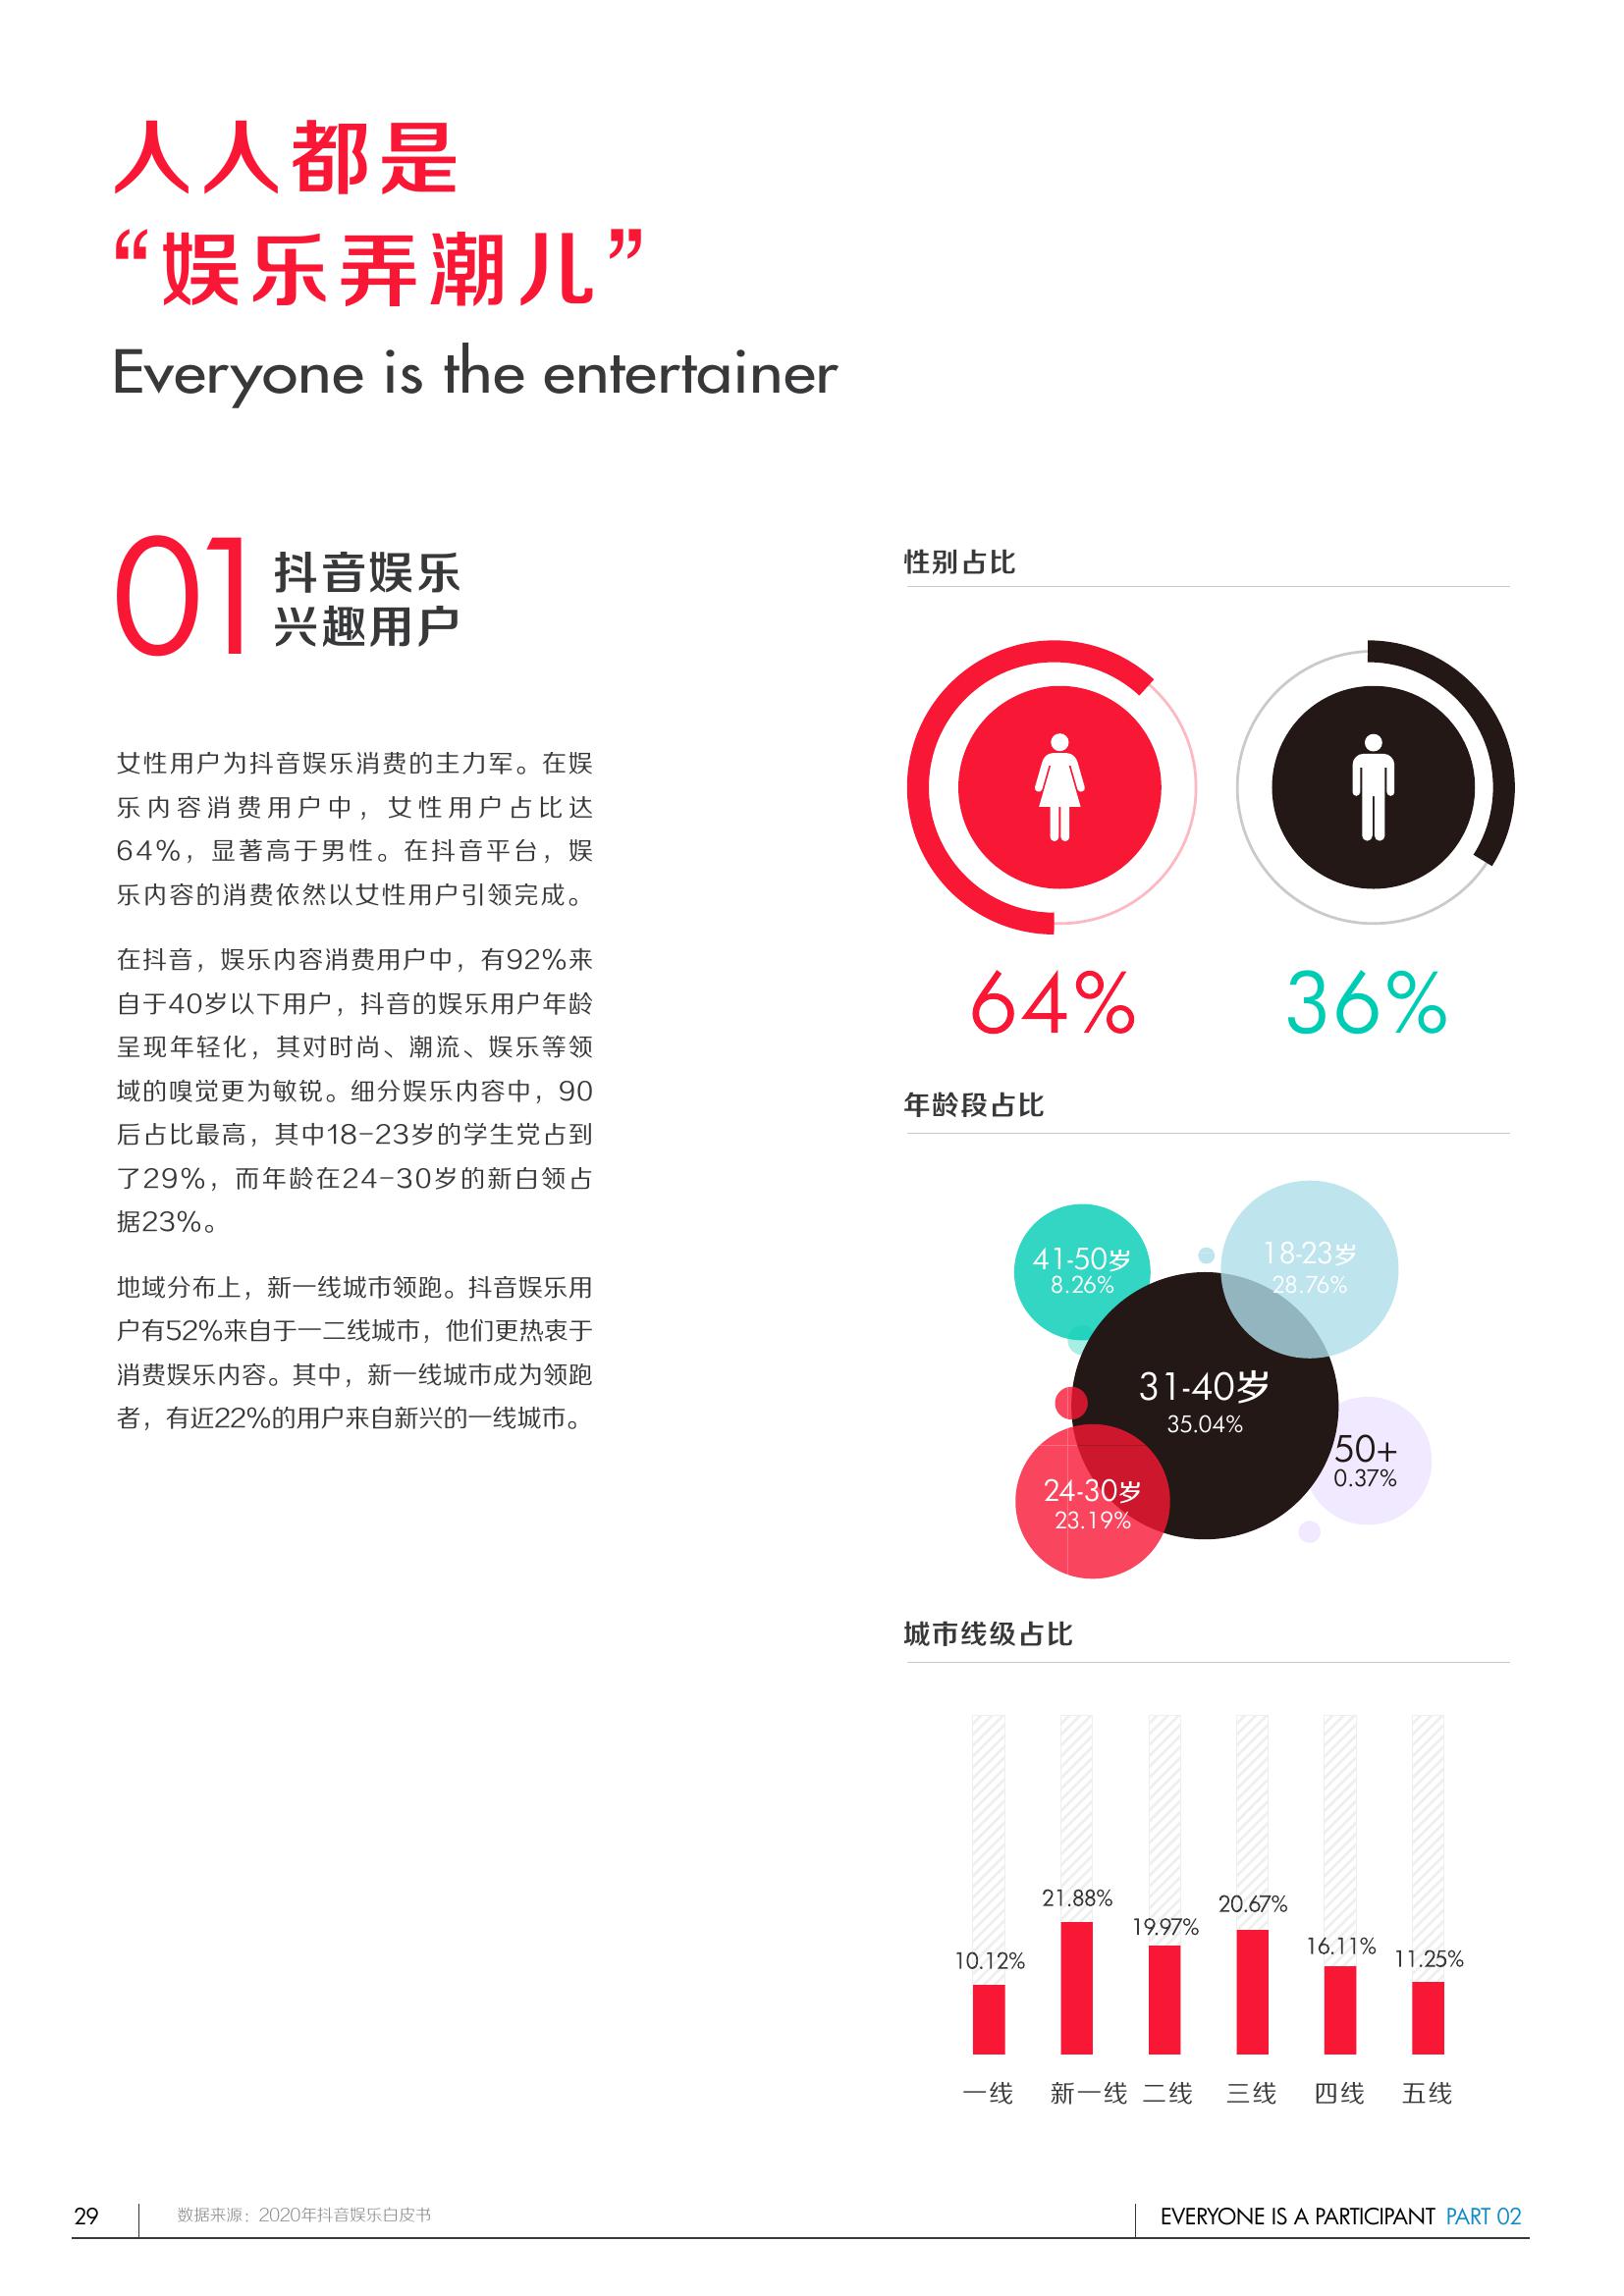 人人都是
“娱乐弄潮儿”
Everyone is the entertainer
01
抖音娱乐
兴趣用户
女性用户为抖音娱乐消费的主力军。在娱
乐内容消费用户中，女性用户占比达
64%，显著高于男性。在抖音平台，娱
乐内容的消费依然以女性用户引领完成。
在抖音，娱乐内容消费用户中，有92%来
自于40岁以下用户，抖音的娱乐用户年龄
呈现年轻化，其对时尚、潮流、娱乐等领
域的嗅觉更为敏锐。细分娱乐内容中，90
后占比最高，其中18-23岁的学生党占到
了29%，而年龄在24-30岁的新白领占
据23%。
地域分布上，新一线城市领跑。抖音娱乐用
户有52%来自于一二线城市，他们更热衷于
消费娱乐内容。其中，新一线城市成为领跑
者，有近22%的用户来自新兴的一线城市。
性别占比
64%
36%
年龄段占比
41-50岁
8.26%
18-23岁
28.76%
31-40岁
35.04%
50+
0.37%
24-30岁
23.19%
城市线级占比
10.12%
21.88%
19.97%
20.67%
16.11%
11.25%
一线
新一线
二线
三线
四线
五线
29
数据来源：2020年抖音娱乐白皮书
EVERYONE IS A PARTICIPANT PART 02